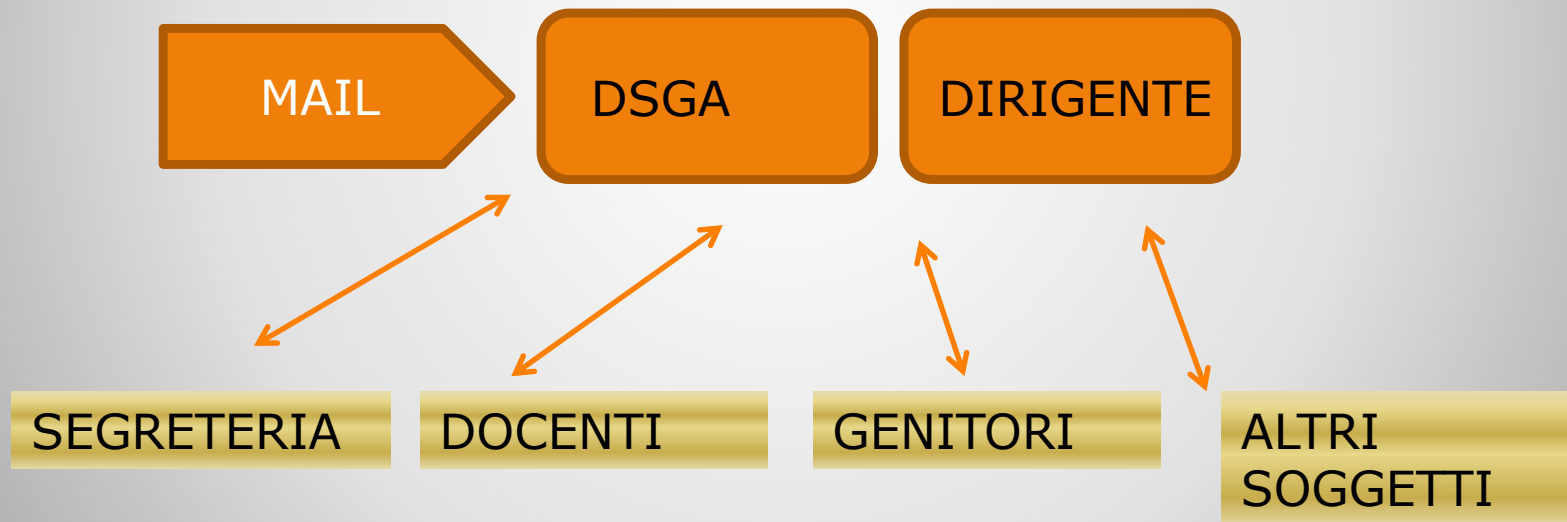 MAIL
DSGA
DIRIGENTE
SEGRETERIA
DOCENTI
GENITORI
ALTRI
SOGGETTI